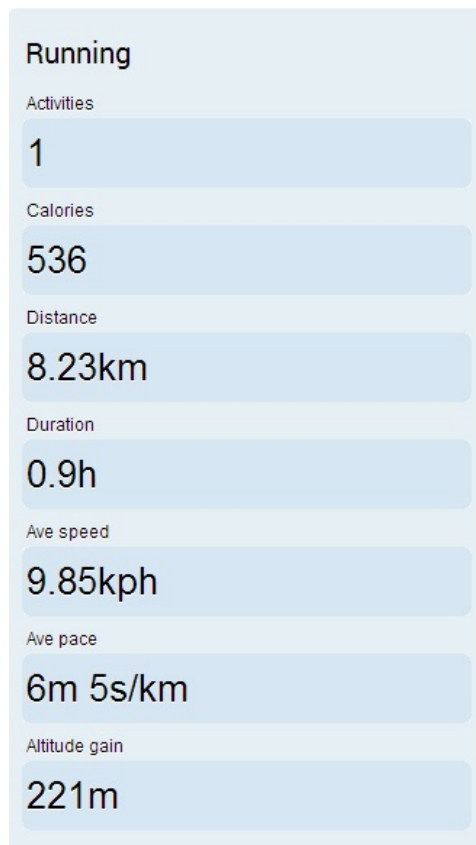 Running
Activities
1
Calories
536
Distance
8.23km
Duration
0.9h
Ave speed
9.85kph
Ave pace
6m 5s/km
Altitude gain
221m